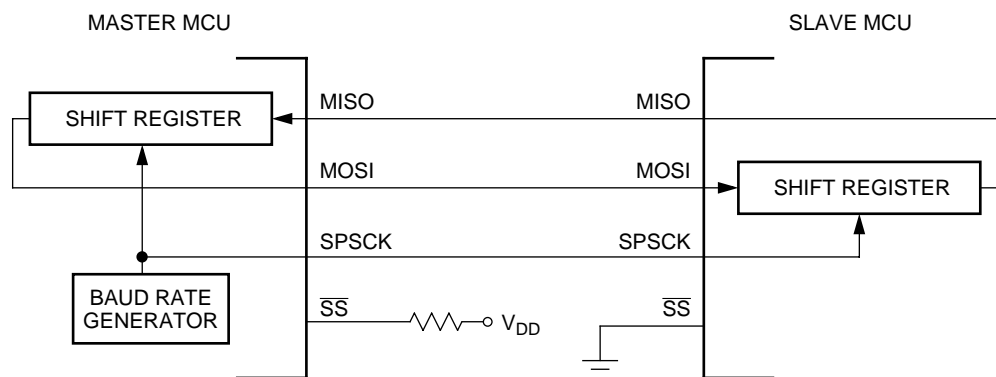 MASTER MCU
SLAVE MCU
SHIFT REGISTER
MISO
MISO
MOSI
MOSI
SHIFT REGISTER
SPSCK
SPSCK
BAUD RATE
GENERATOR
SS
VDD
SS